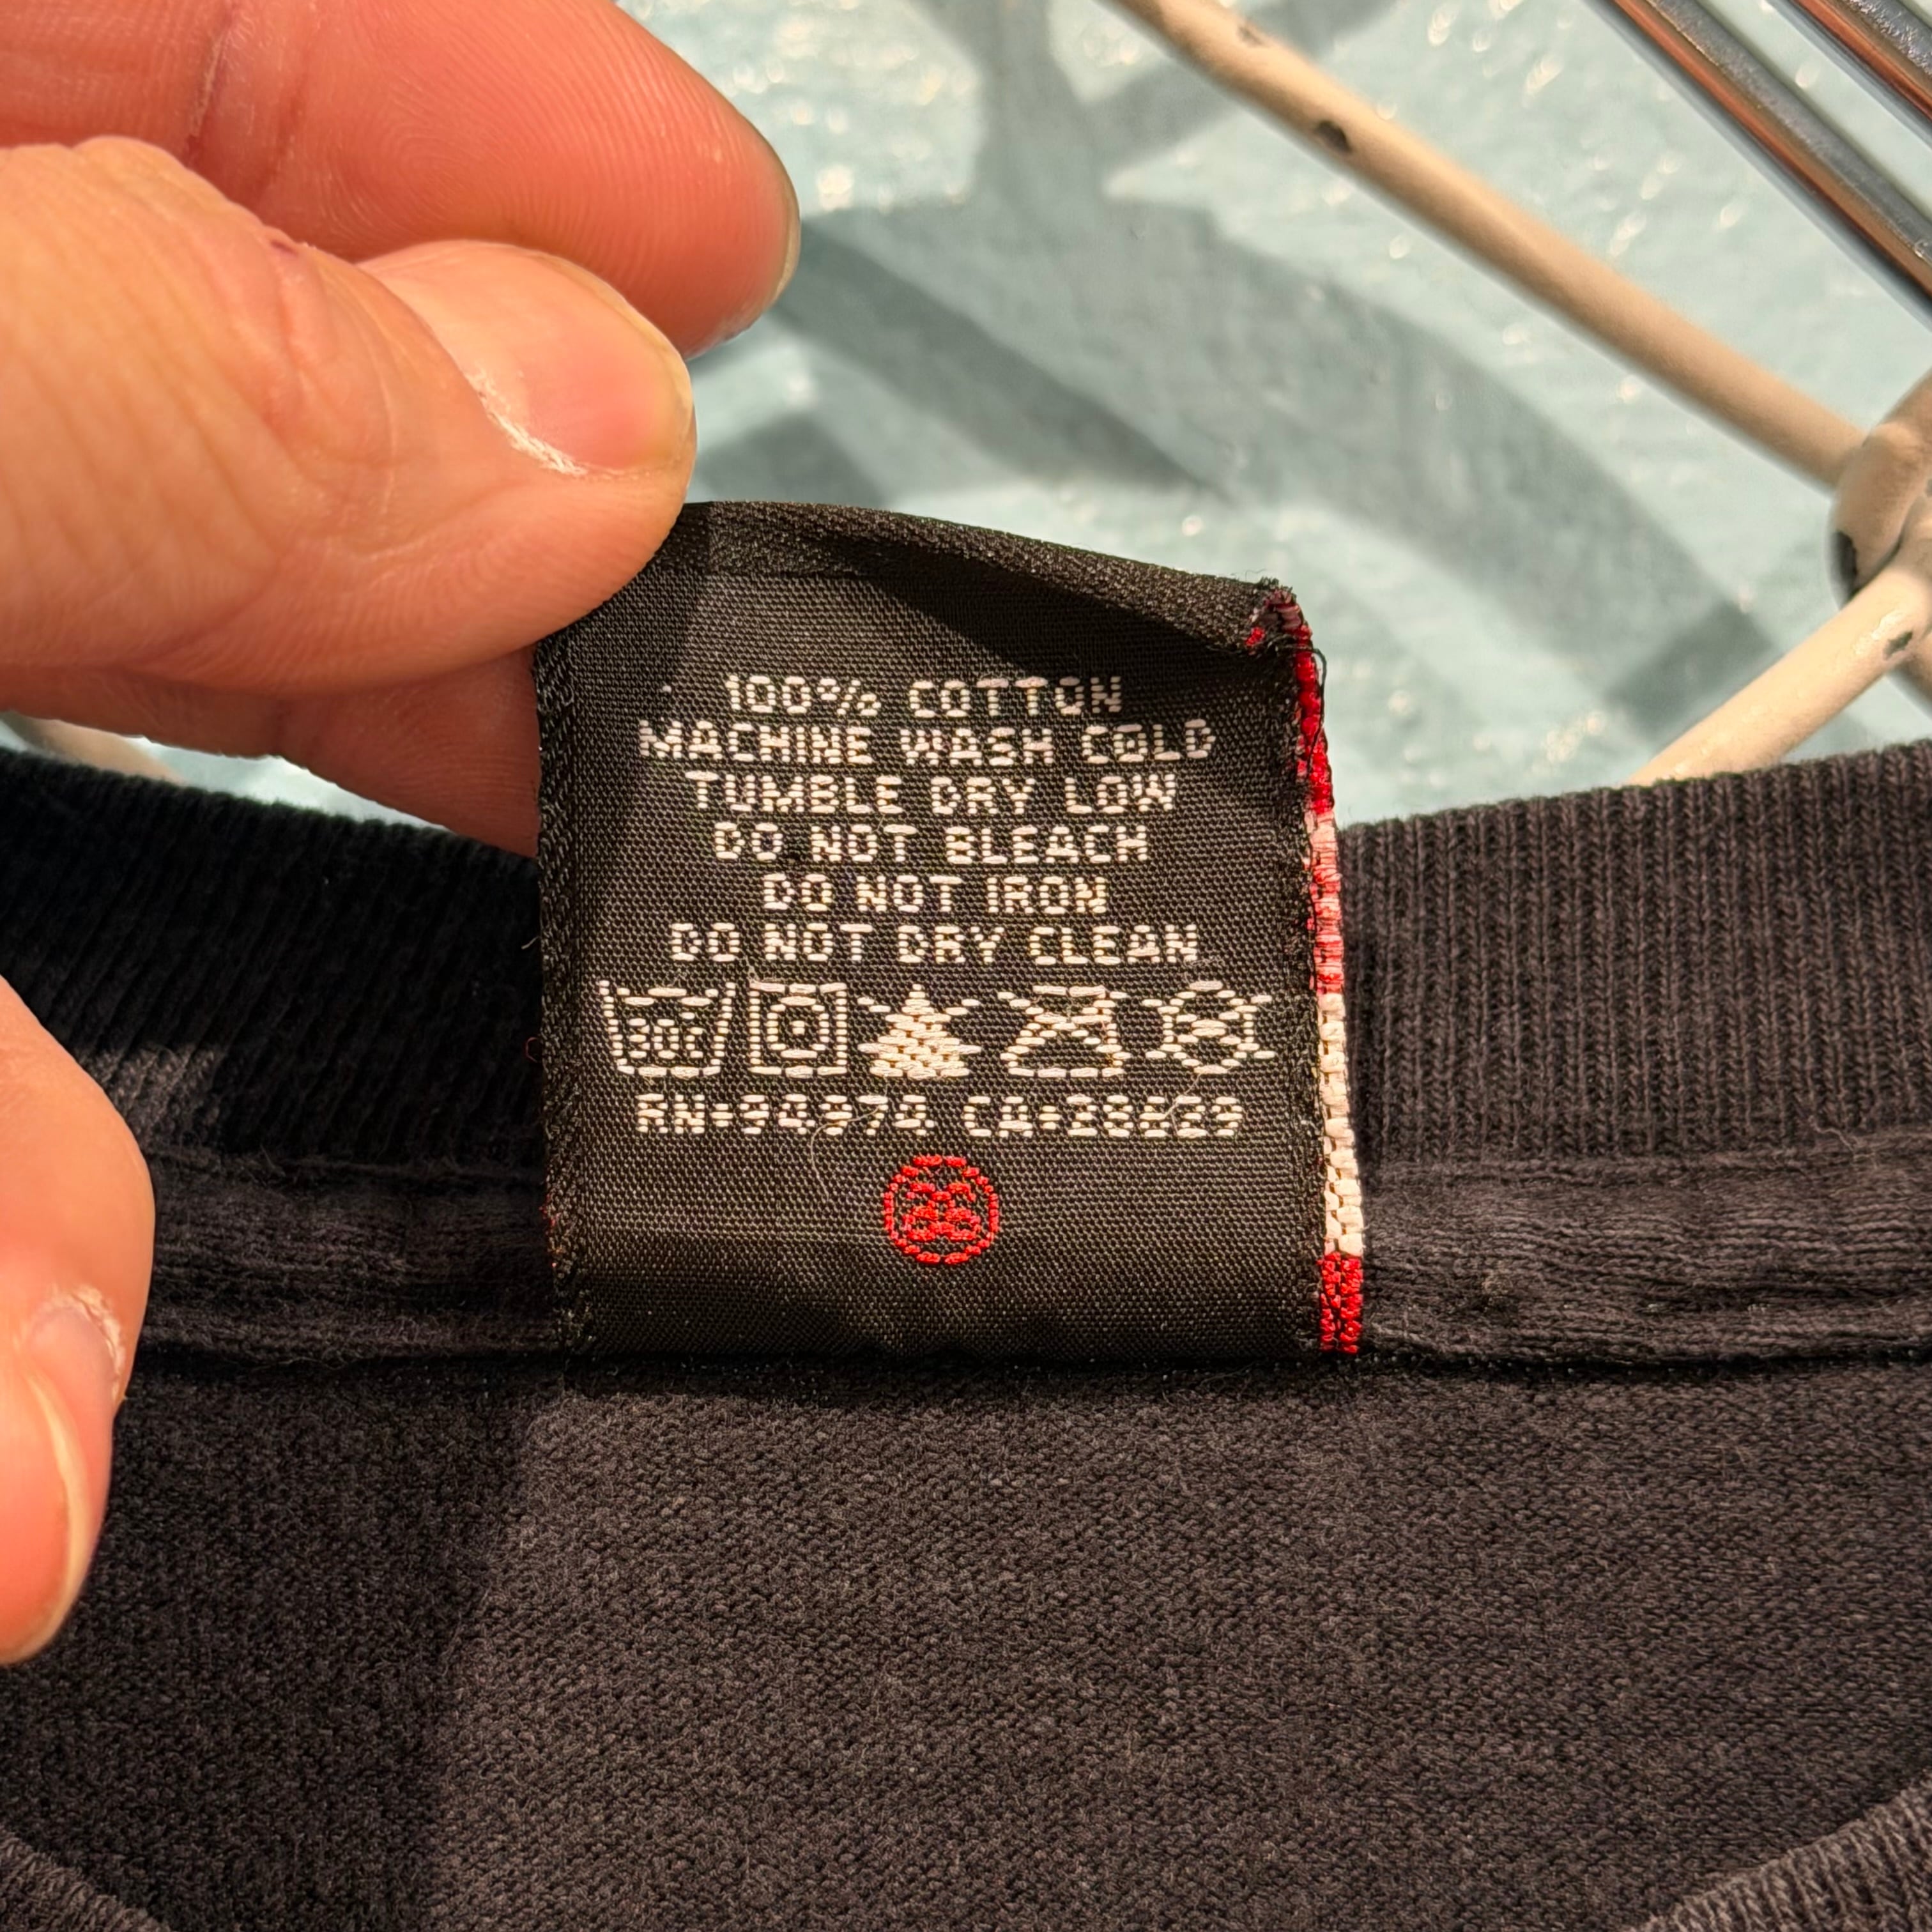 100% COTTON
MACHINE WASH COLD
TUMBLE DRY LOW
DO NOT BLEACH
DO NOT IRON
DO NOT DRY CLEAN
30c
RN-94974 CA-28629